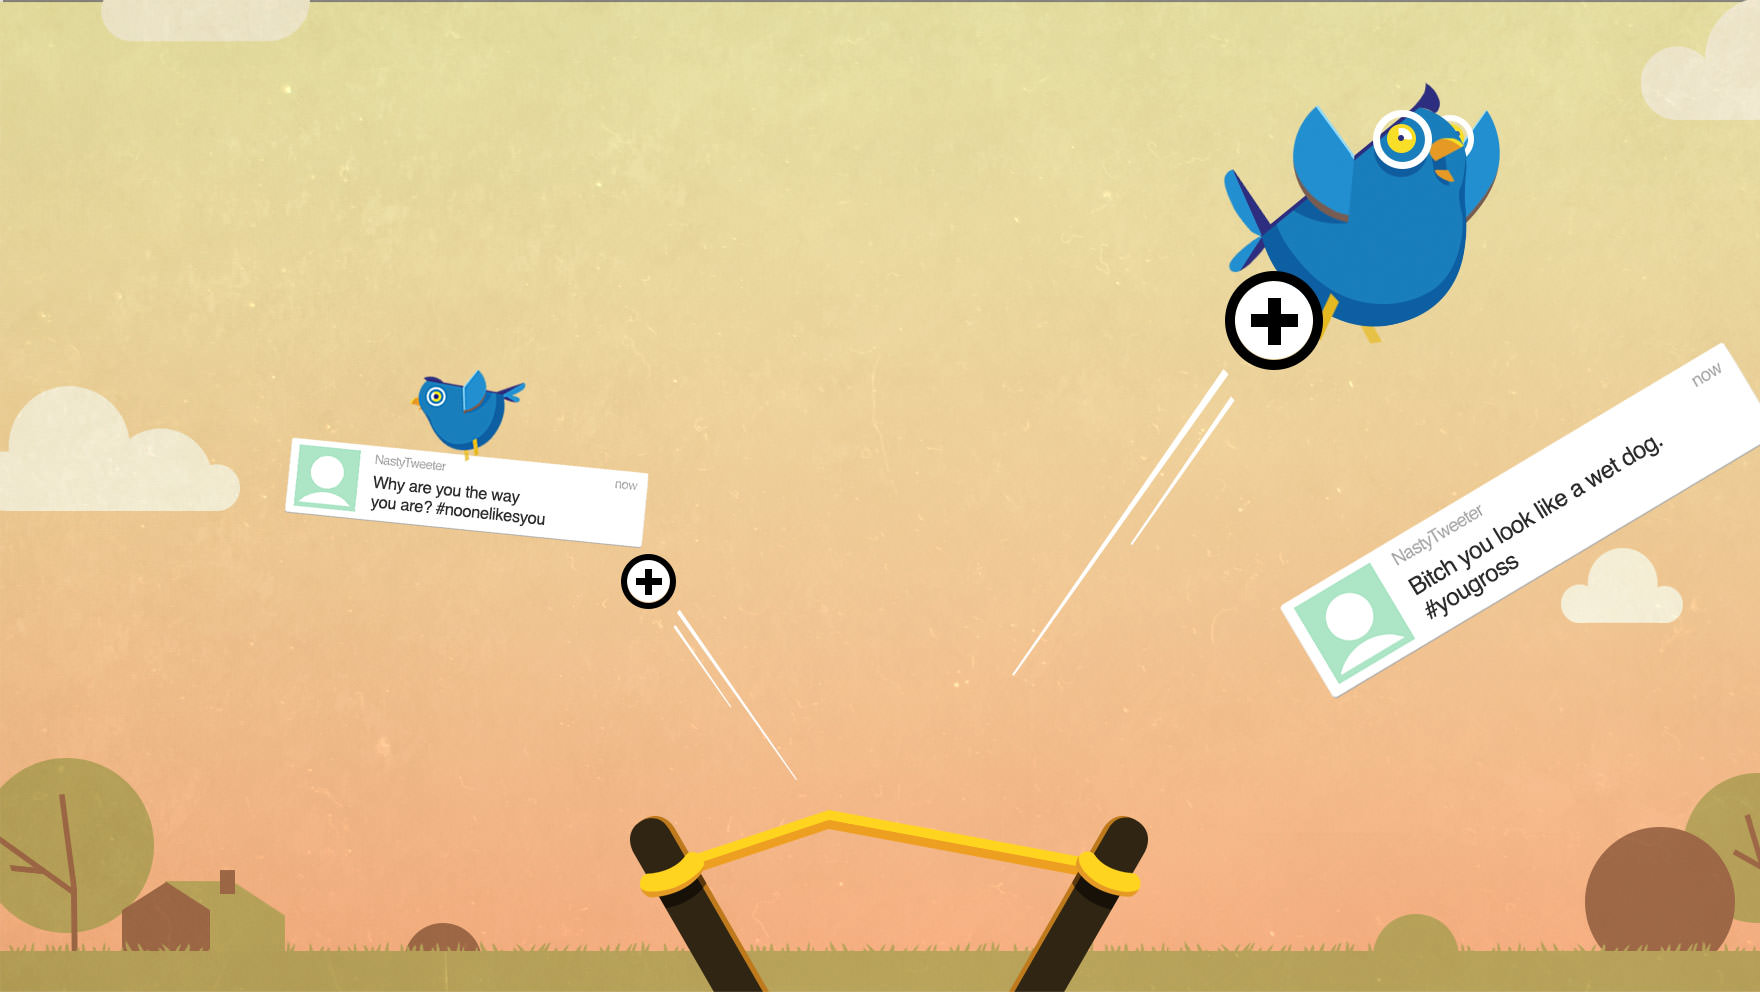 NastyTweeter
now
Why are you the way
you are? #noonelikesyou
now
NastyTweeter
Bitch you look like a wet dog.
#yougross